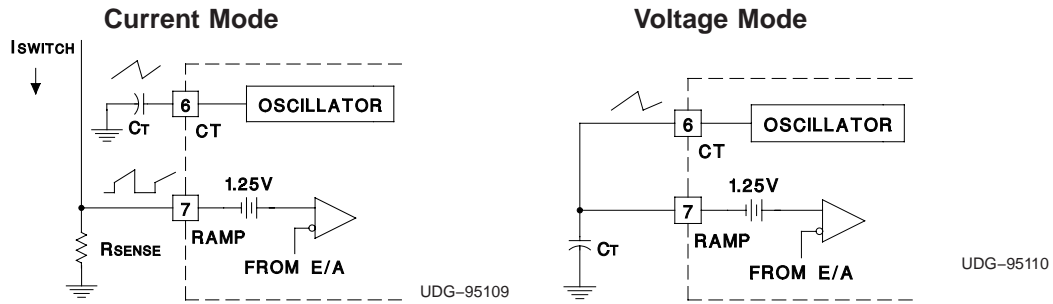 Current Mode
ISWITCH
6
OSCILLATOR
CT
CT
1.25V
7
RAMP
RSENSE
FROM E/A
UDG–95109
Voltage Mode
6
OSCILLATOR
CT
1.25V
7
RAMP
CT
FROM E/A
UDG–95110